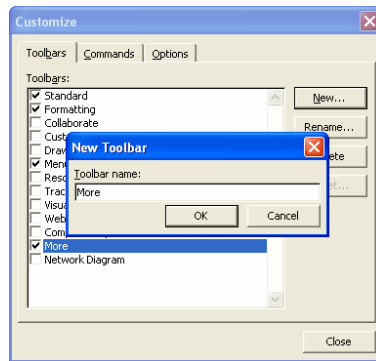 Customize
Toolbars Commands Options
Toolbars:
Standard
Formatting
Collaborate
New...
Rename...
New Toolbar
Toolbar name:
More
OK Cancel
More
Network Diagram
Close